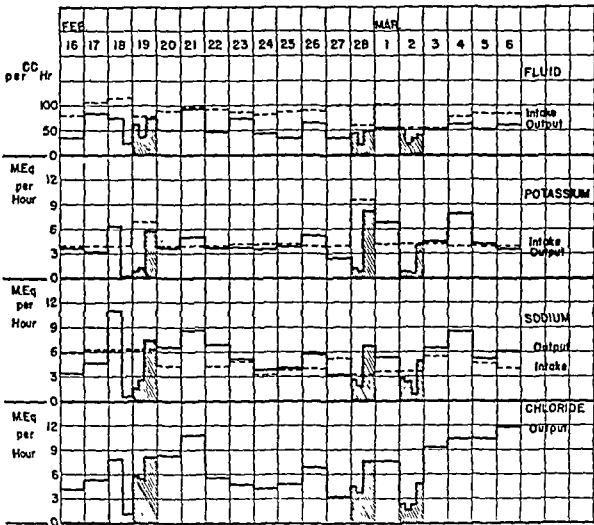 FEB MAR
16 17 18 19 20 21 22 23 24 25 26 27 28 1 2 3 4 5 6
CC
per Hr
FLUID
100
50
0
Intake
Output
M.Eq
per
Hour
POTASSIUM
12
9
6
3
0
Intake
Output
M.Eq
per
Hour
SODIUM
12
9
6
3
0
Output
Intake
M.Eq
per
Hour
CHLORIDE
Output
12
9
6
3
0